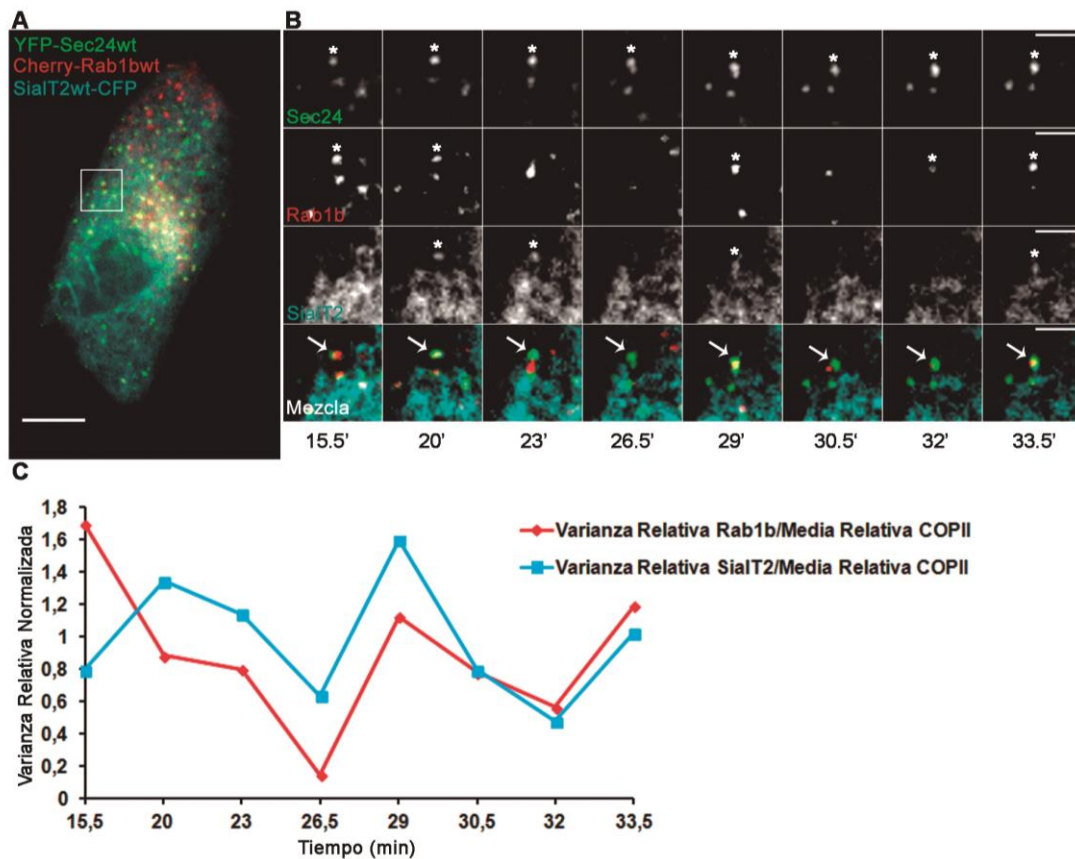 A
YFP-Sec24wt
Cherry-Rab1bwt
SialT2wt-CFP
B
* * * * * * * *
Sec24
* * * * *
Rab1b
* * * *
SialT2
Mezcla
15.5' 20' 23' 26.5' 29' 30.5' 32' 33.5'
C
Varianza Relativa Normalizada
1,8
1,6
1,4
1,2
1
0,8
0,6
0,4
0,2
0
Varianza Relativa Rab1b/Media Relativa COPII
Varianza Relativa SialT2/Media Relativa COPII
15,5 20 23 26,5 29 30,5 32 33,5
Tiempo (min)